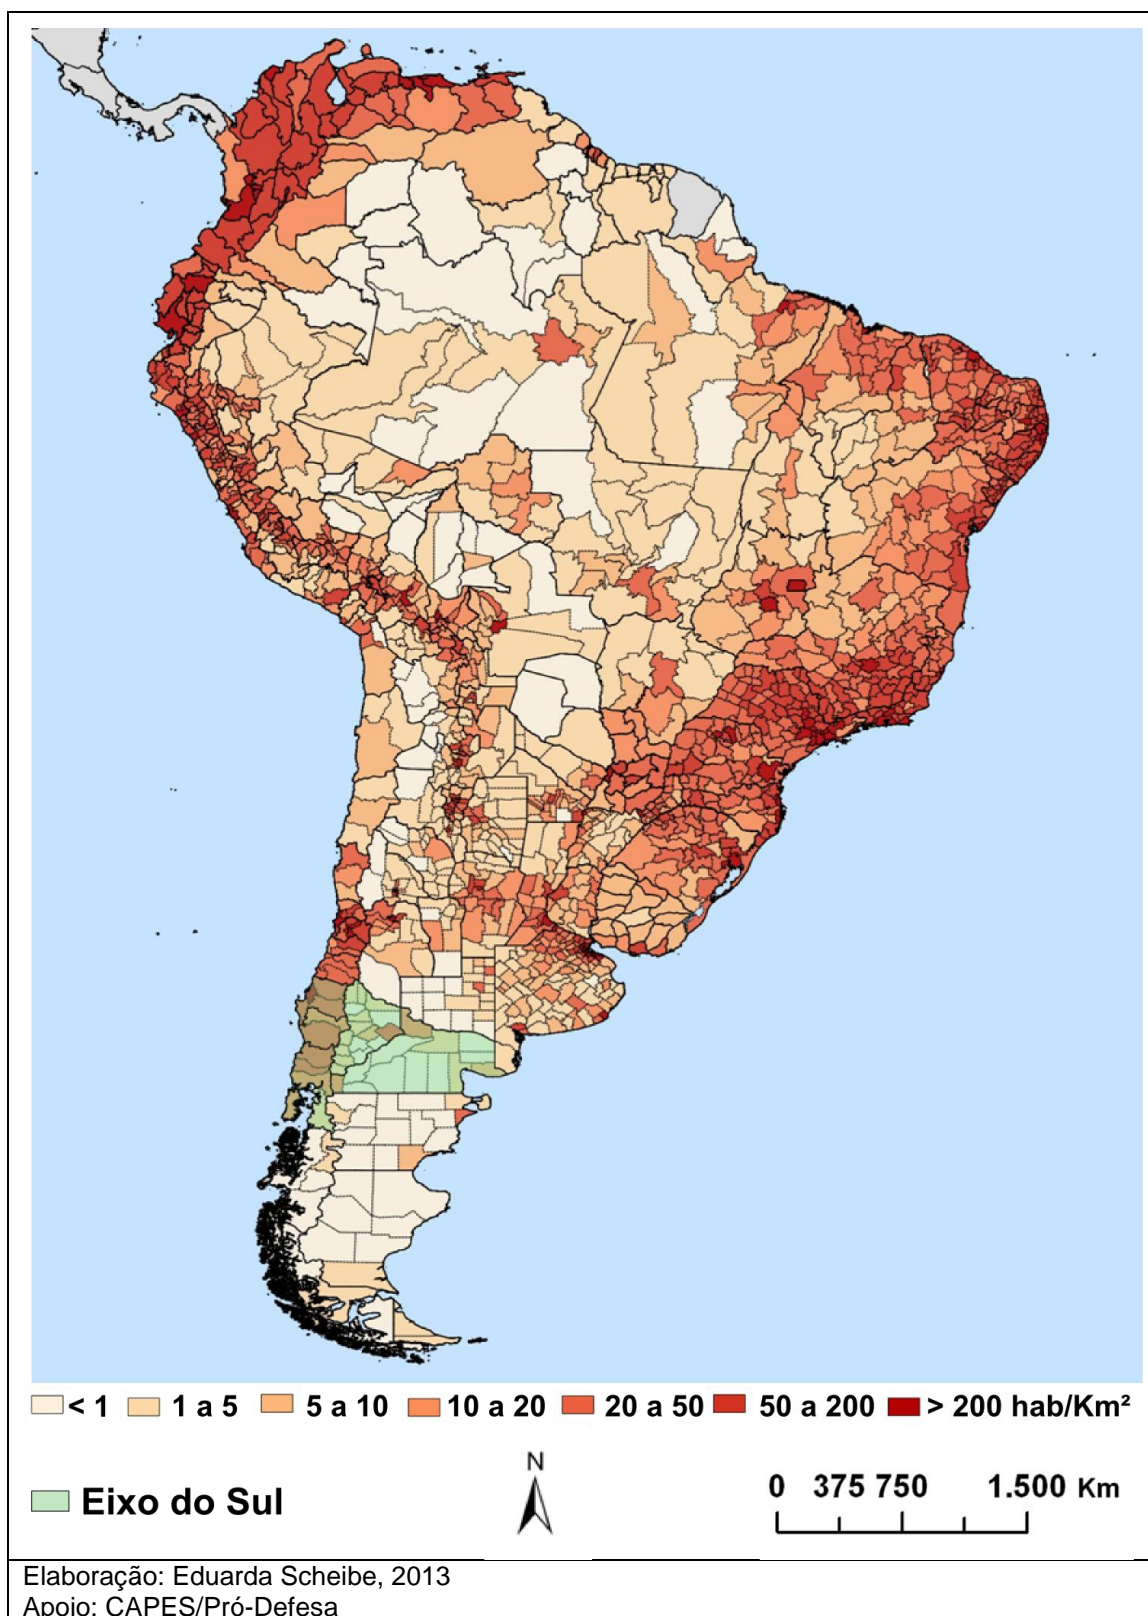 < 1 1 a 5 5 a 10 10 a 20 20 a 50 50 a 200 > 200 hab/Km²
Eixo do Sul
N
0 375 750 1.500 Km
Elaboração: Eduarda Scheibe, 2013
Apoio: CAPES/Pró-Defesa